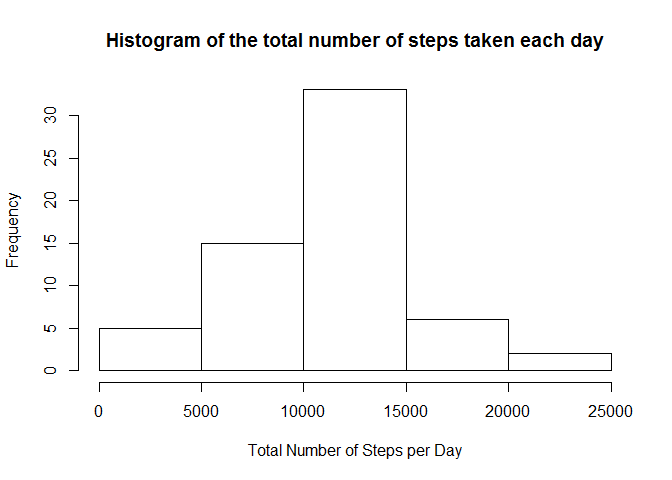 Histogram of the total number of steps taken each day
Frequency
30
25
20
15
10
5
0
0 5000 10000 15000 20000 25000
Total Number of Steps per Day